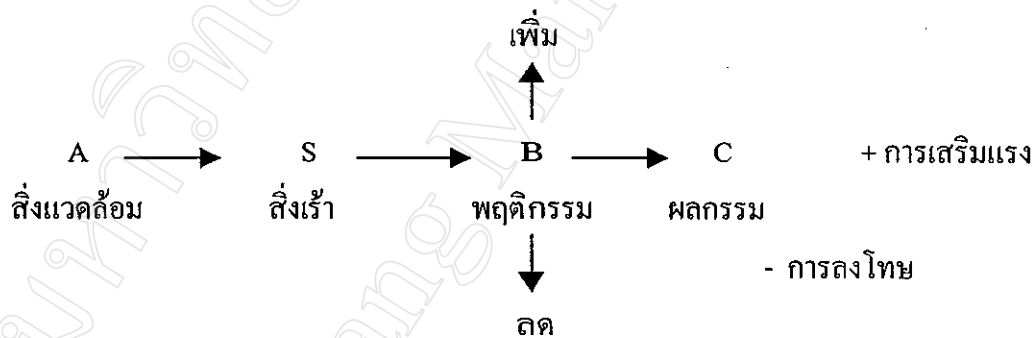 เพิ่ม
A S B C + การเสริมแรง
สิ่งแวดล้อม สิ่งเร้า พฤติกรรม ผลกรรม
- การลงโทษ
ลด